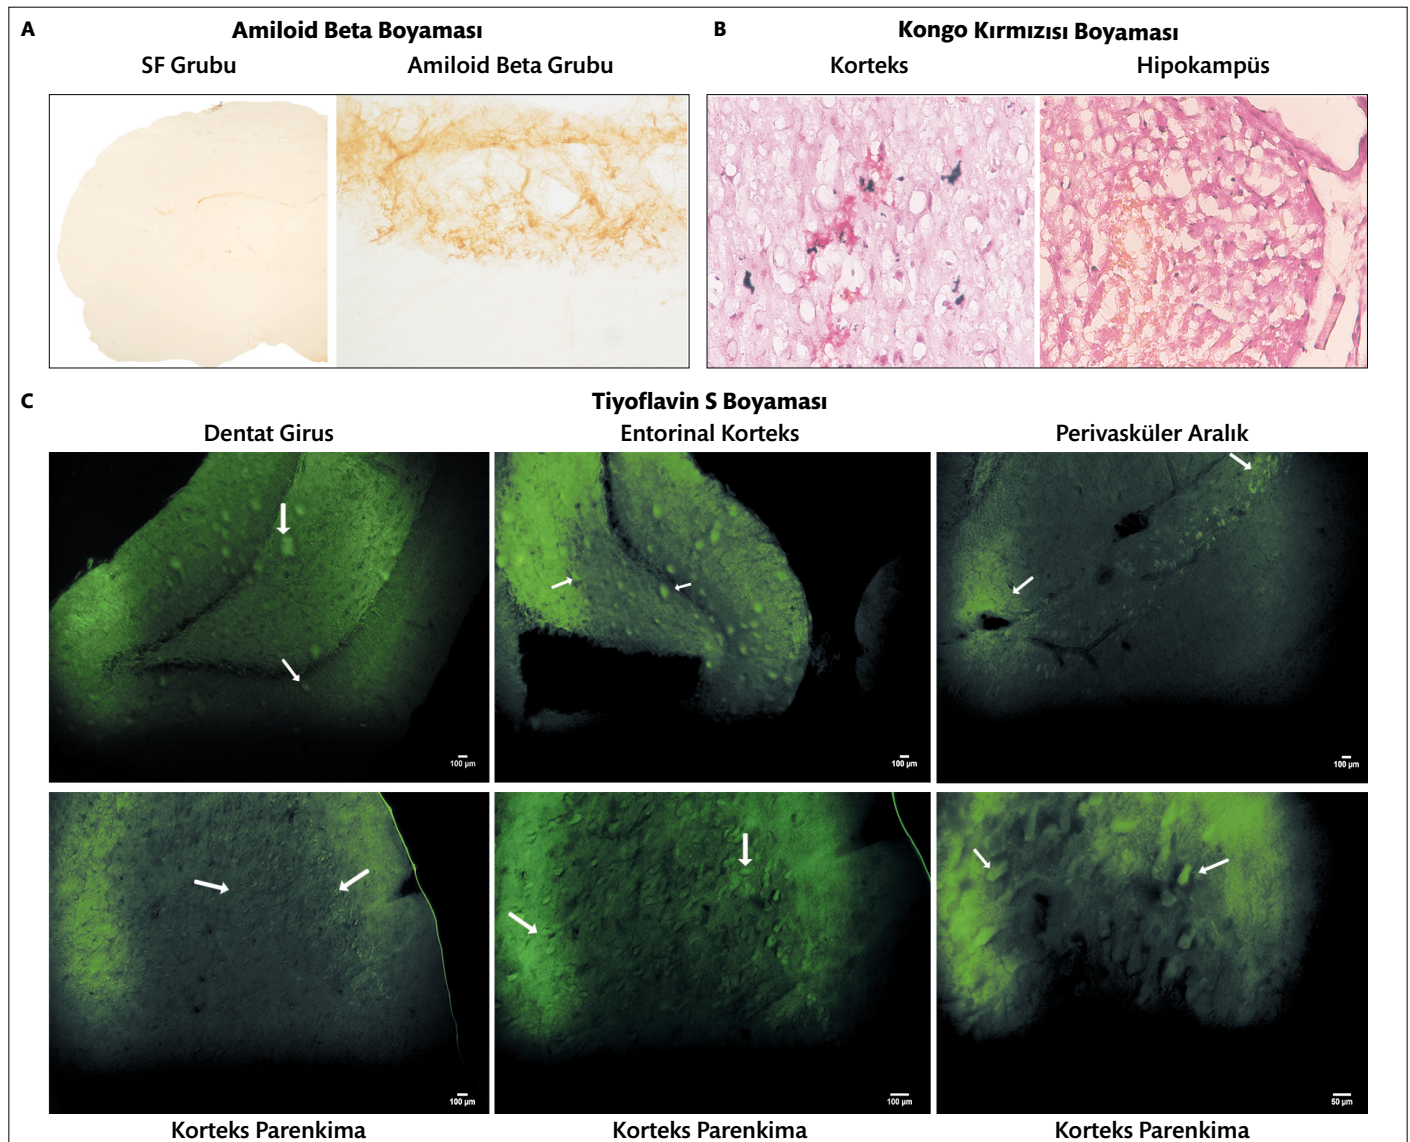 A
Amiloid Beta Boyaması
SF Grubu
Amiloid Beta Grubu
B
Kongo Kırmızısı Boyaması
Korteks
Hipokampüs
C
Tiyoflavin S Boyaması
Dentat Girus
Entorinal Korteks
Perivasküler Aralık
100 µm
100 µm
100 µm
100 µm
100 µm
50 µm
Korteks Parenkima
Korteks Parenkima
Korteks Parenkima